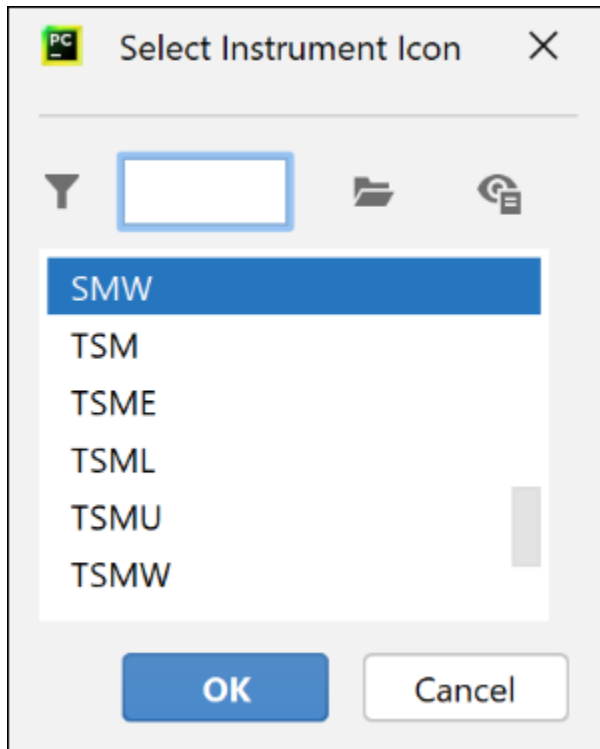 PC
Select Instrument Icon
SMW
TSM
TSME
TSML
TSMU
TSMW
OK
Cancel